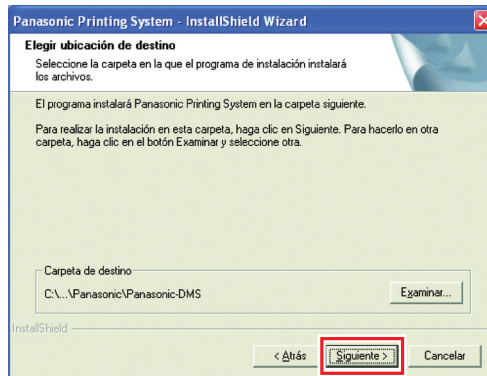 Panasonic Printing System - InstallShield Wizard
Elegir ubicación de destino
Seleccione la carpeta en la que el programa de instalación instalará
los archivos.
El programa instalará Panasonic Printing System en la carpeta siguiente.
Para realizar la instalación en esta carpeta, haga clic en Siguiente. Para hacerlo en otra
carpeta, haga clic en el botón Examinar y seleccione otra.
Carpeta de destino
C:\...\Panasonic\Panasonic-DMS
Examinar...
InstallShield
< Atrás
Siguiente >
Cancelar